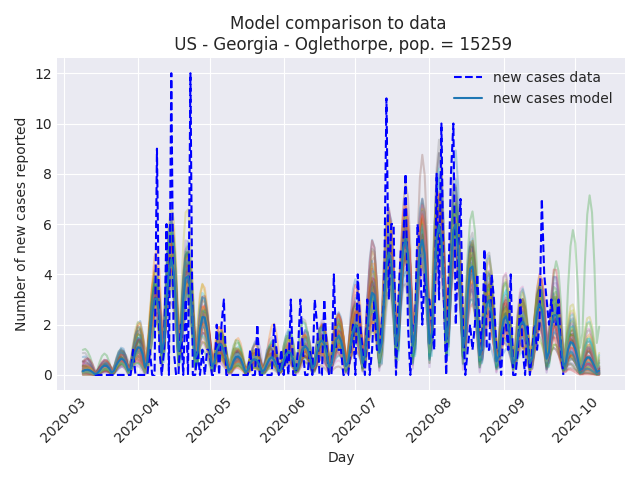 Model comparison to data
US - Georgia - Oglethorpe, pop. = 15259
Number of new cases reported
12
10
8
6
4
2
0
new cases data
new cases model
2020-03
2020-04
2020-05
2020-06
2020-07
2020-08
2020-09
2020-10
Day